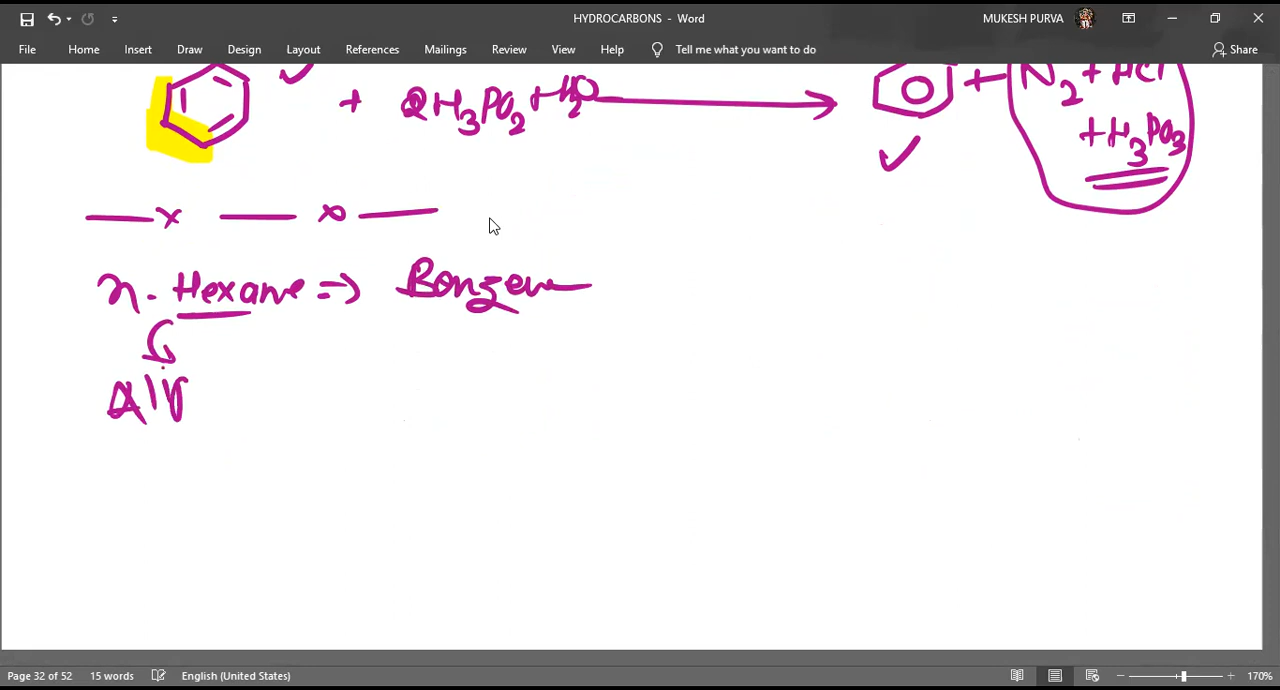 HYDROCARBONS - Word
MUKESH PURVA
File Home Insert Draw Design Layout References Mailings Review View Help Tell me what you want to do Share
+ 2H3PO2 + H2O + N2 + HCl
+ H3PO3
x x
n. Hexane => Benzene
Page 32 of 52 15 words English (United States) 170%